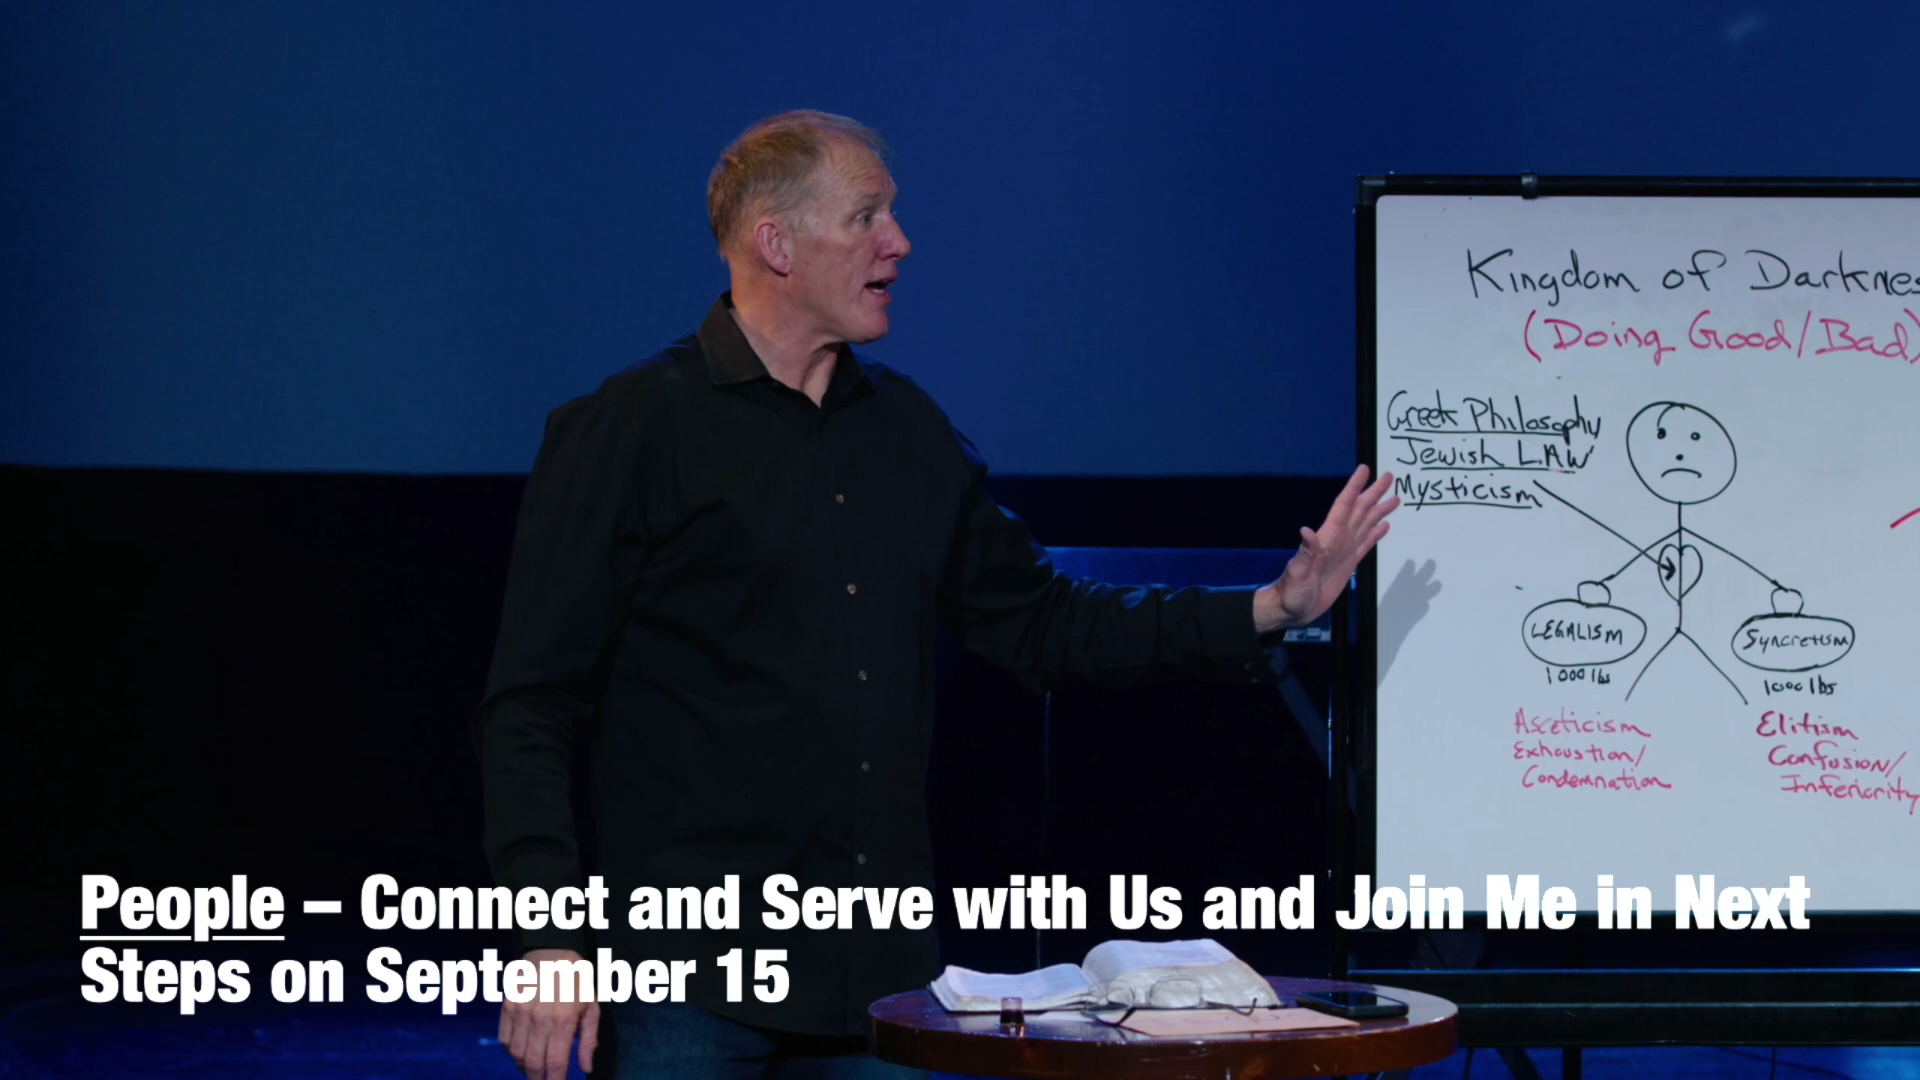 Kingdom of Darknes
(Doing Good/Bad)
Greek Philosophy
Jewish LAW
Mysticism
LEGALISM
Syncretism
1000 lbs
1000 lbs
Asceticism
Elitism
Exhaustion/
Confusion/
Condemnation
Inferiority
People – Connect and Serve with Us and Join Me in Next
Steps on September 15